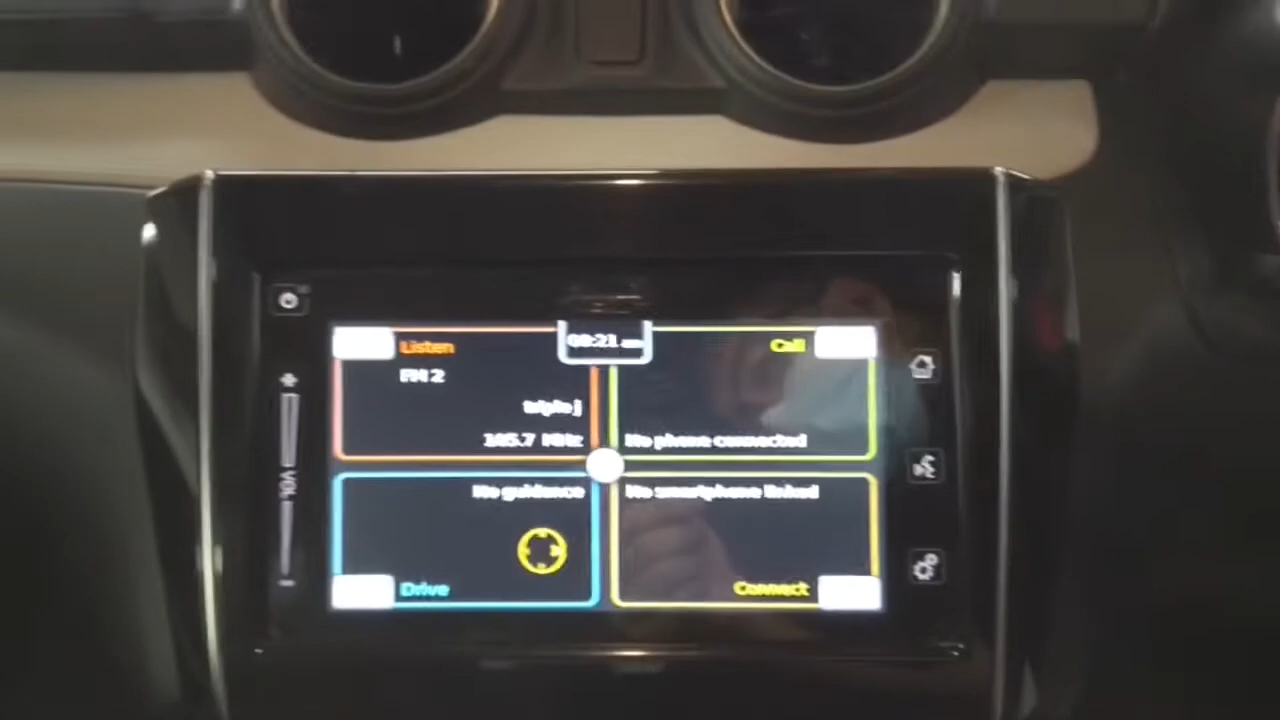 Listen
08:21 am
Call
FM 2
triple j
105.7 MHz
No phone connected
No guidance
No smartphone linked
Drive
Connect
VOL